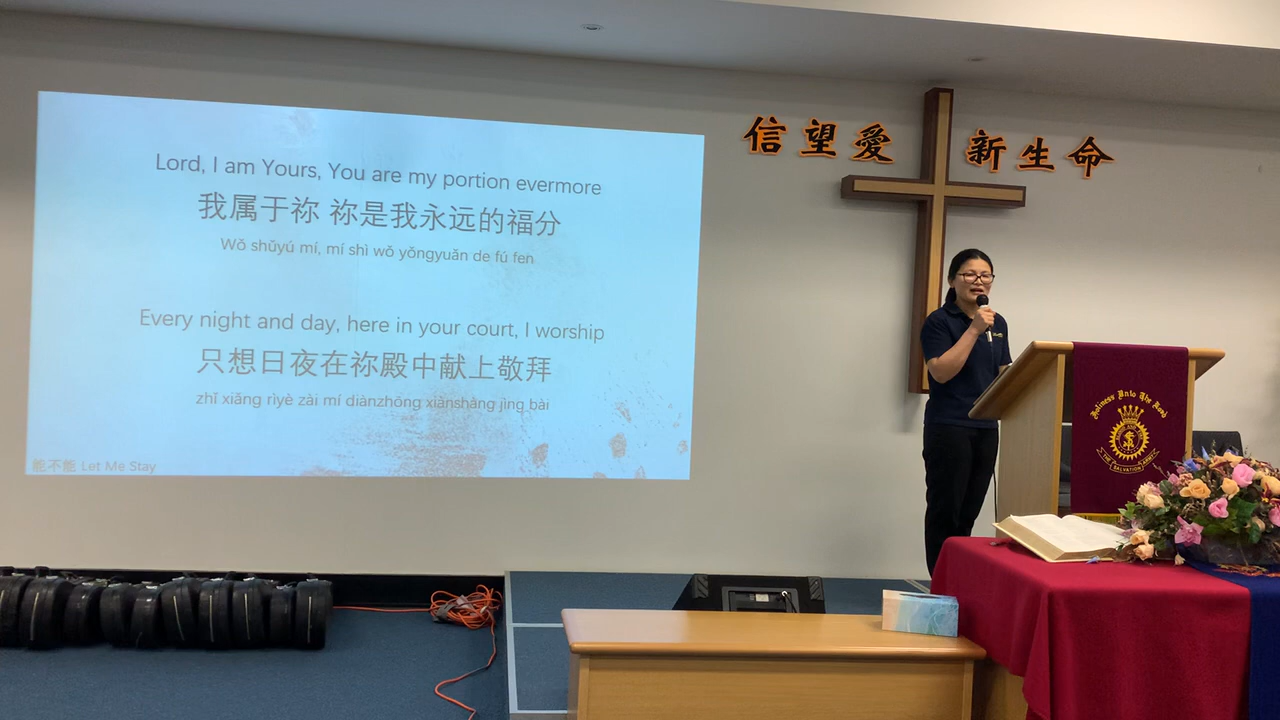 Lord, I am Yours, You are my portion evermore
我属于祢 祢是我永远的福分
Wǒ shǔyú mí, mí shì wǒ yǒngyuǎn de fú fen
Every night and day, here in your court, I worship
只想日夜在祢殿中献上敬拜
zhǐ xiǎng rìyè zài mí diànzhōng xiànshàng jìng bài
能不能 Let Me Stay
信望愛 新生命
Holiness Unto The Lord
THE SALVATION ARMY